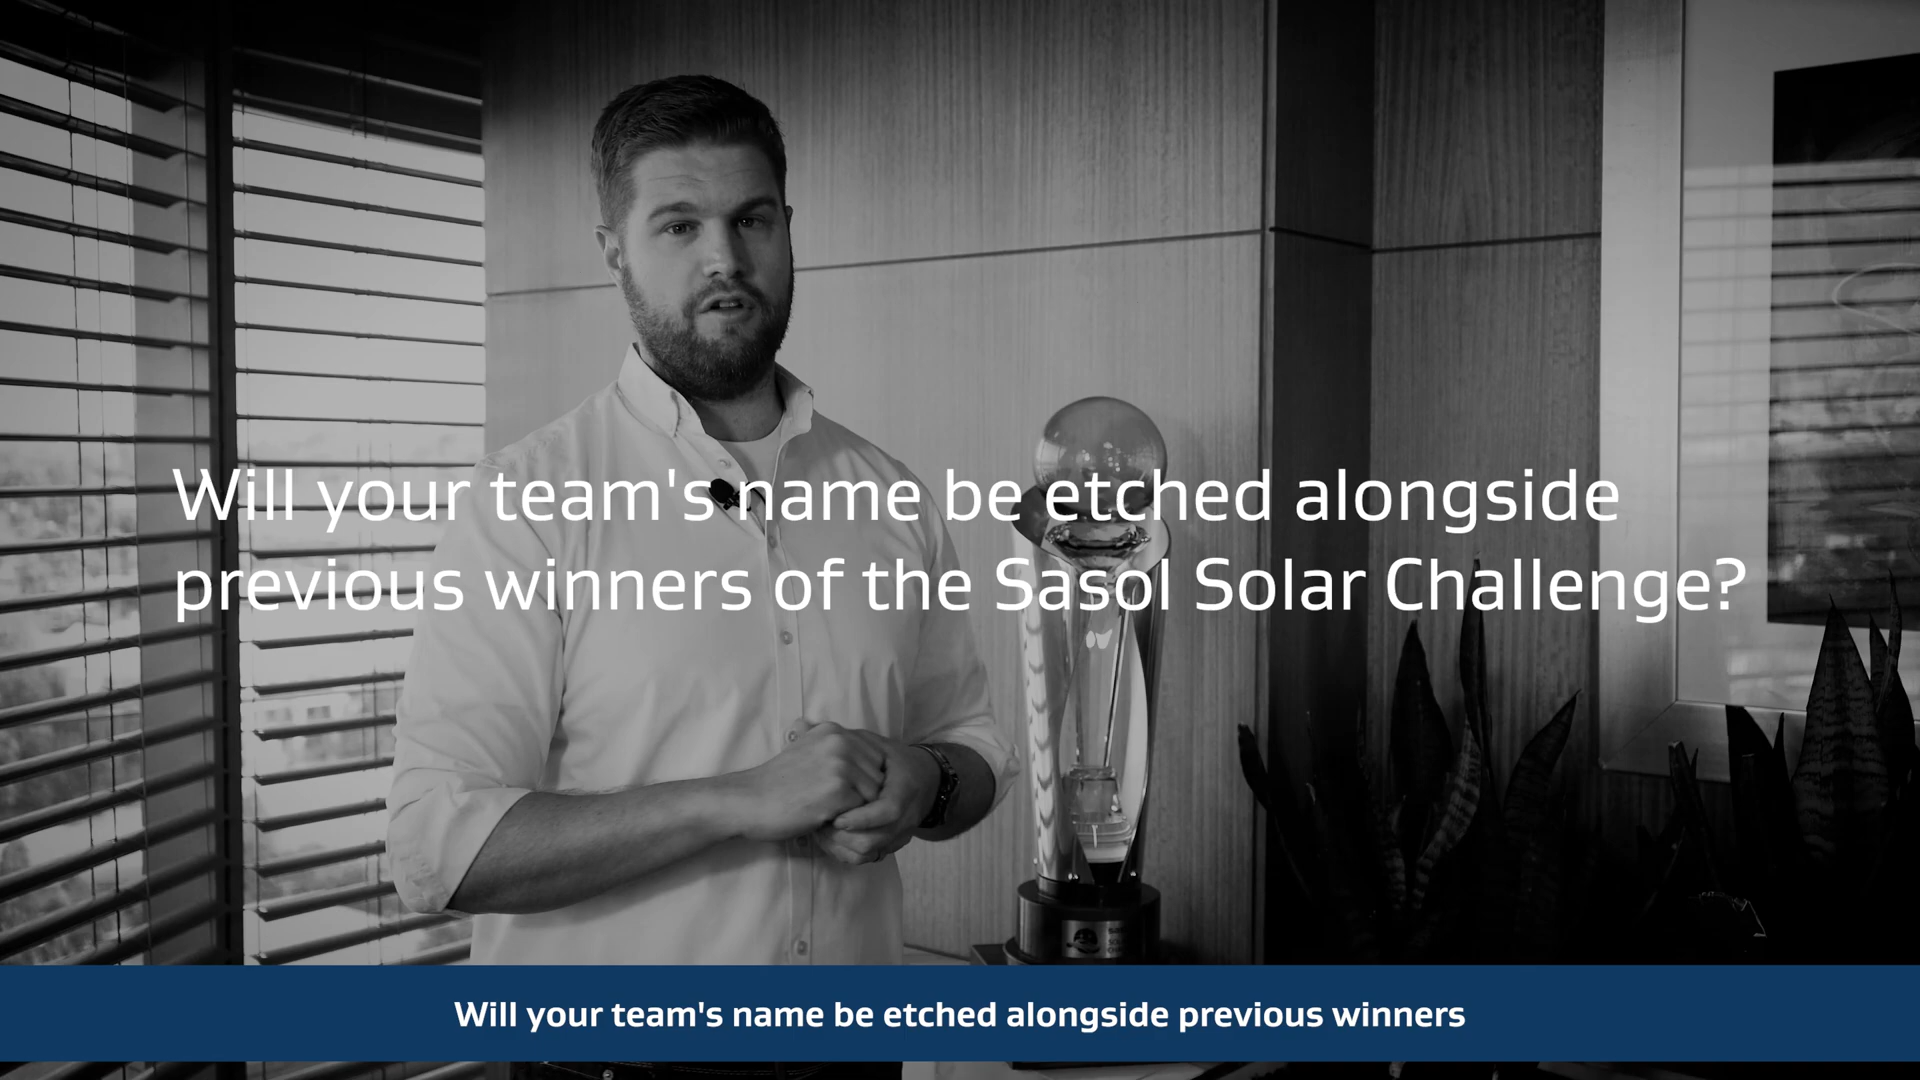 Will your team's name be etched alongside
previous winners of the Sasol Solar Challenge?
Will your team's name be etched alongside previous winners